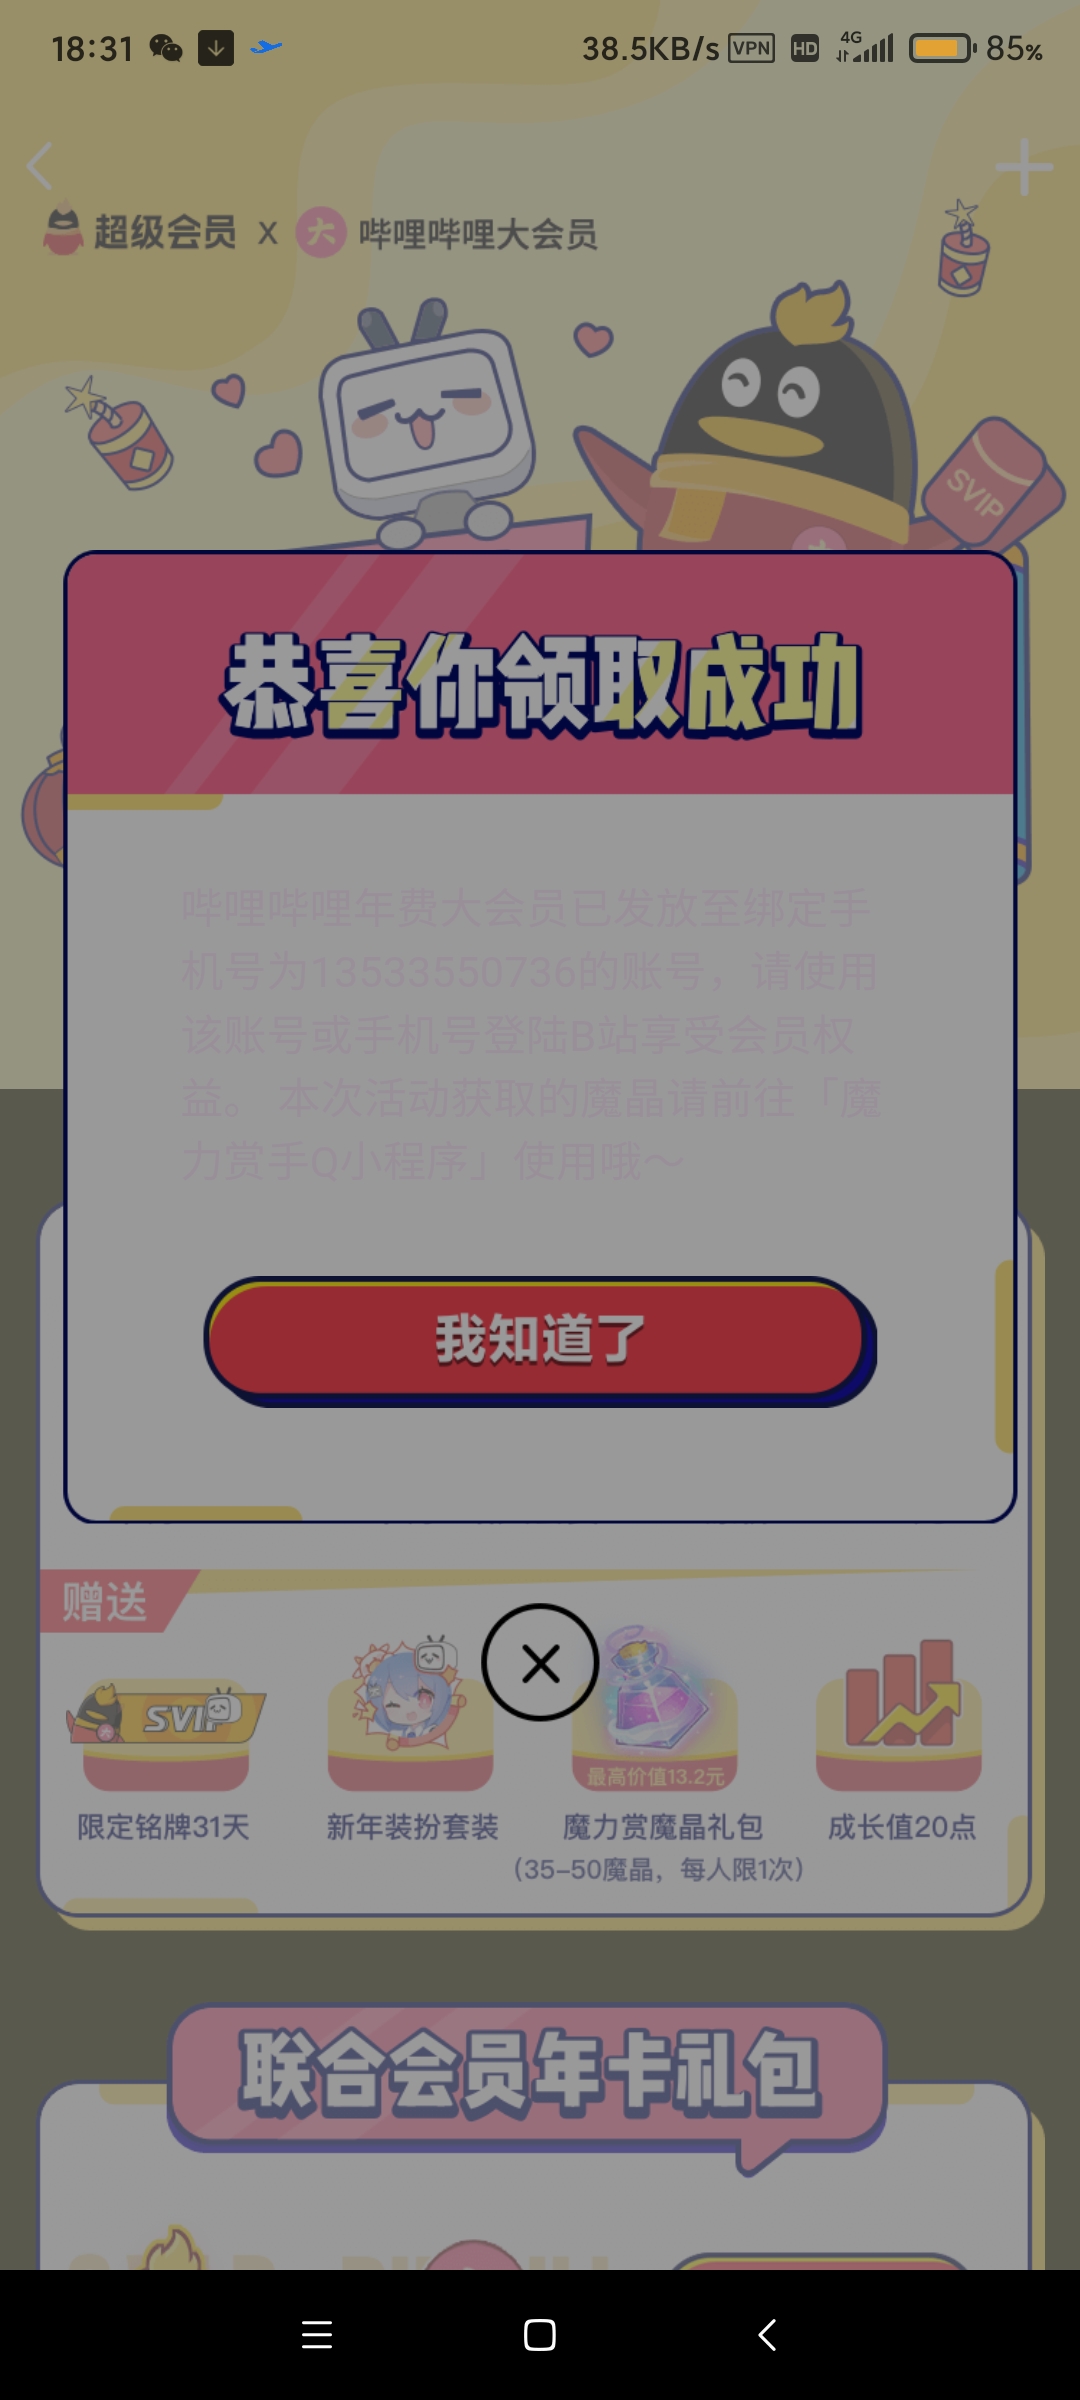 18:31 38.5KB/s VPN HD 4G 85%
超级会员 X 大 哔哩哔哩大会员
SVIP
恭喜你领取成功
哔哩哔哩年费大会员已发放至绑定手
机号为13533550736的账号，请使用
该账号或手机号登陆B站享受会员权
益。 本次活动获取的魔晶请前往「魔
力赏手Q小程序」使用哦～
我知道了
赠送
SVIP
最高价值13.2元
限定铭牌31天 新年装扮套装 魔力赏魔晶礼包 成长值20点
（35-50魔晶，每人限1次）
联合会员年卡礼包